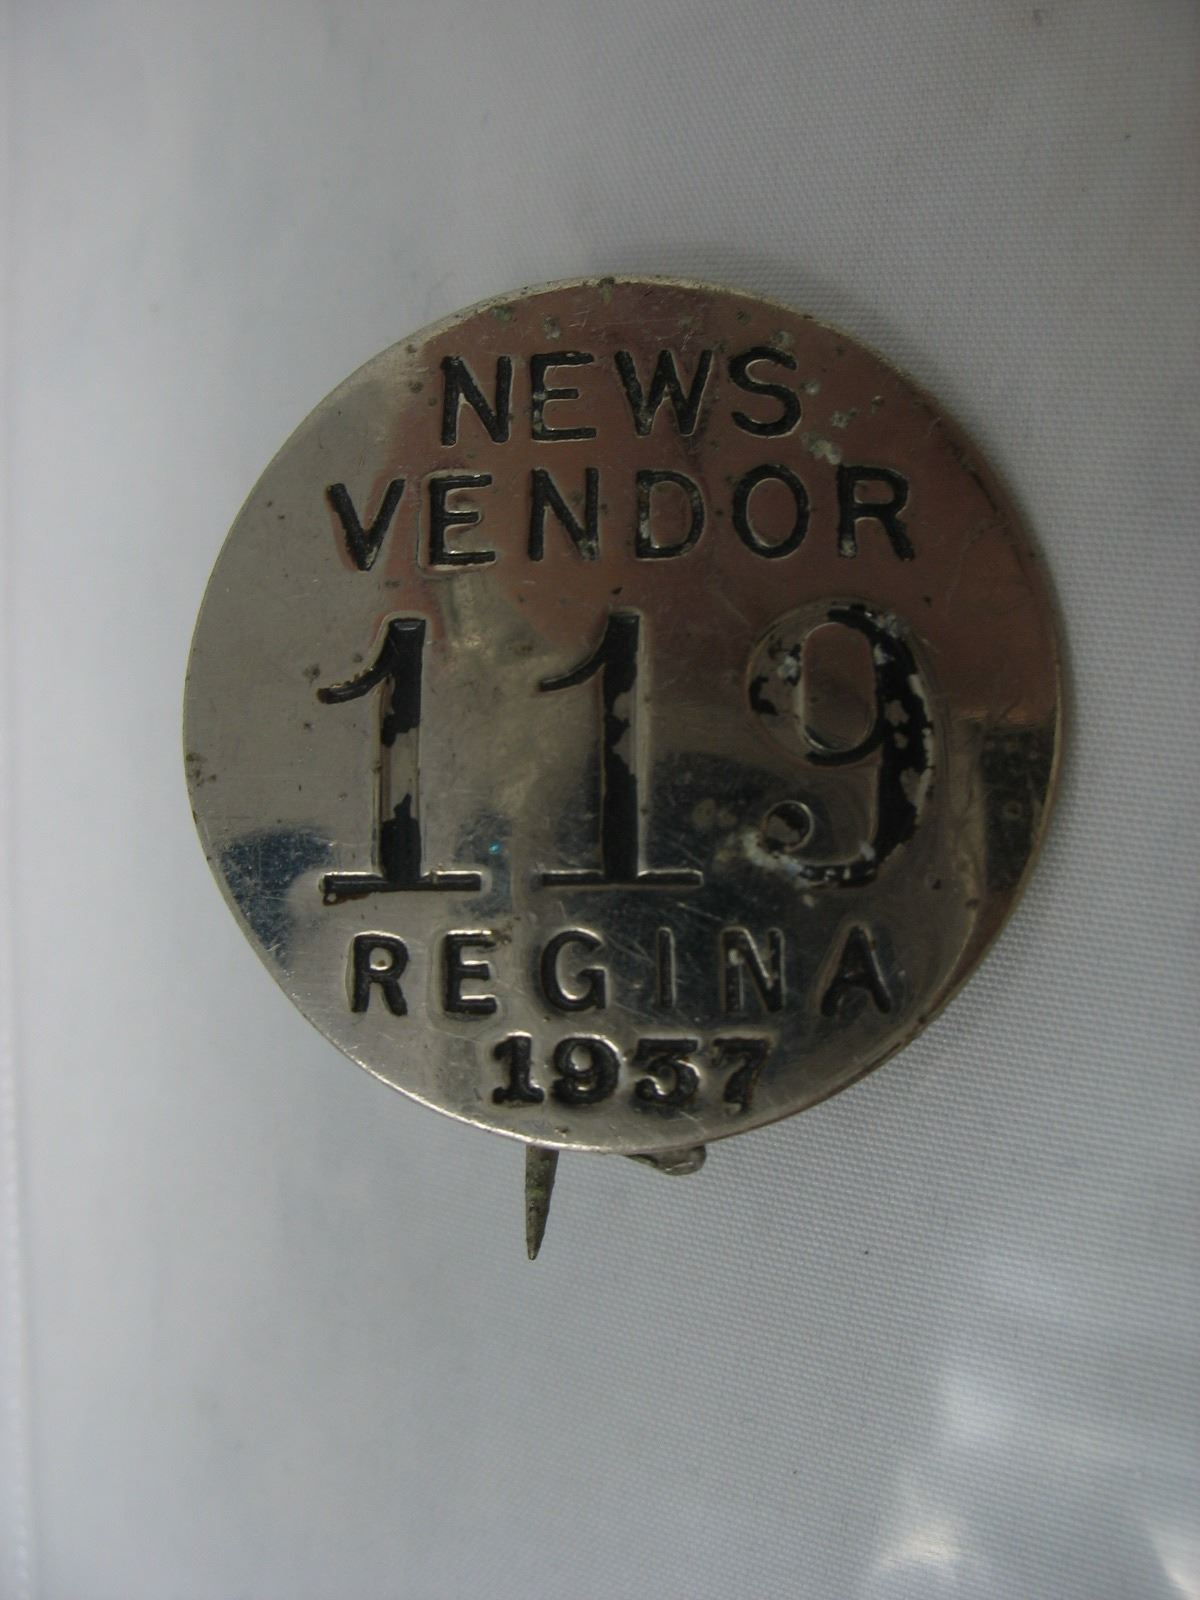 NEWS
VENDOR
119
REGINA
1937